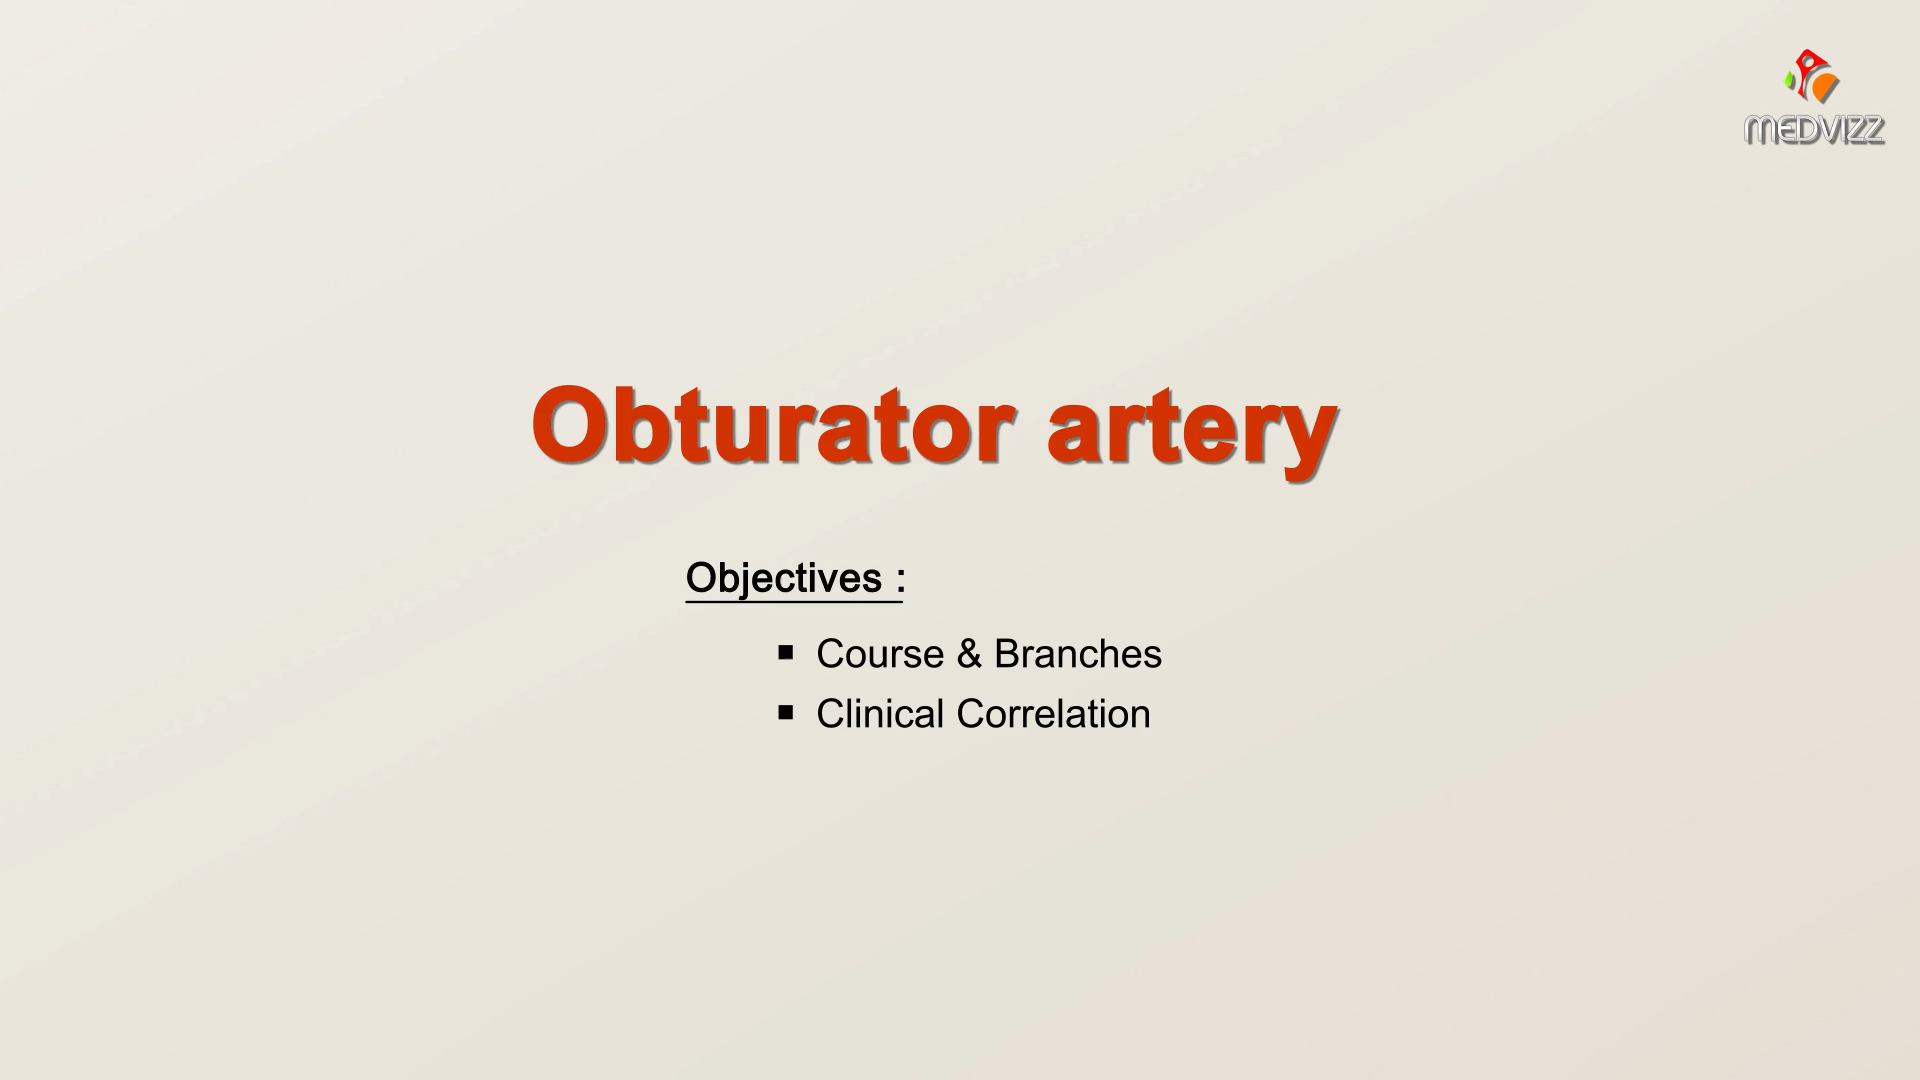 MEDVIZZ
Obturator artery
Objectives :
▪ Course & Branches
▪ Clinical Correlation